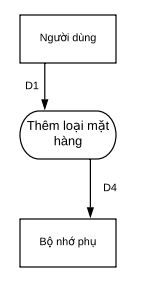 Người dùng
D1
Thêm loại mặt
hàng
D4
Bộ nhớ phụ